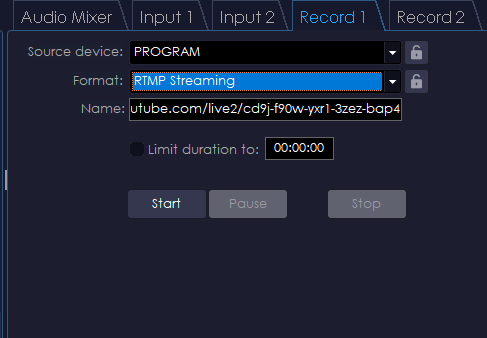 Audio Mixer Input 1 Input 2 Record 1 Record 2
Source device: PROGRAM
Format: RTMP Streaming
Name: utube.com/live2/cd9j-f90w-yxr1-3zez-bap4
Limit duration to: 00:00:00
Start Pause Stop